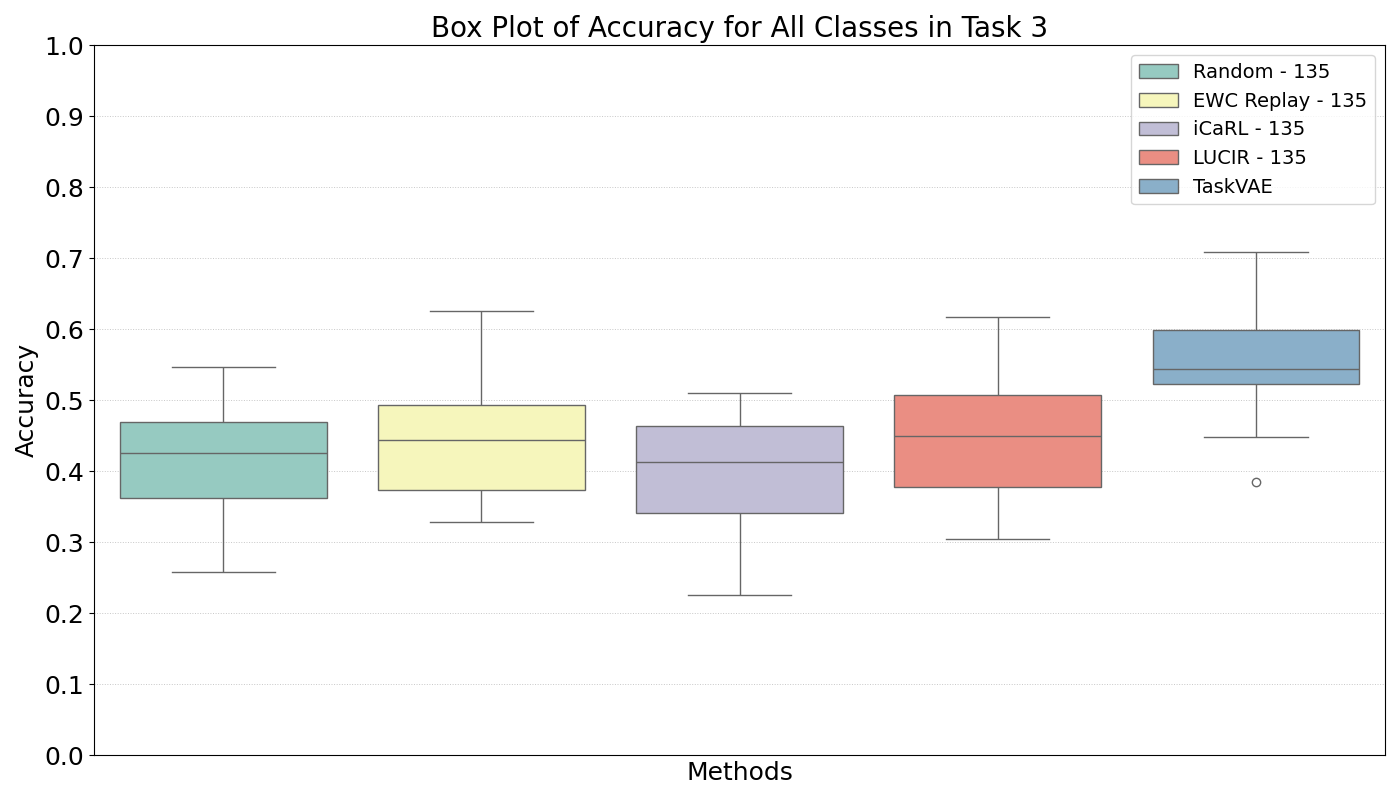 Box Plot of Accuracy for All Classes in Task 3
1.0
0.9
0.8
0.7
0.6
0.5
0.4
0.3
0.2
0.1
0.0
Accuracy
Methods
Random - 135
EWC Replay - 135
iCaRL - 135
LUCIR - 135
TaskVAE